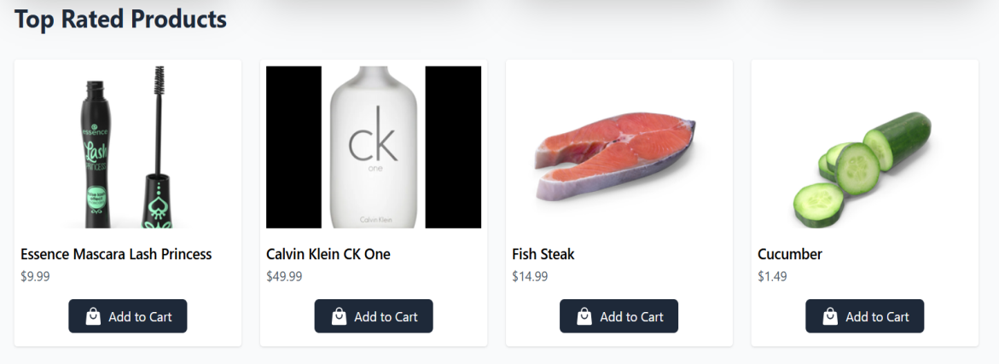 Top Rated Products
essence
Lash
PRINCESS
ck
one
Calvin Klein
Essence Mascara Lash Princess
Calvin Klein CK One
Fish Steak
Cucumber
$9.99
$49.99
$14.99
$1.49
Add to Cart
Add to Cart
Add to Cart
Add to Cart